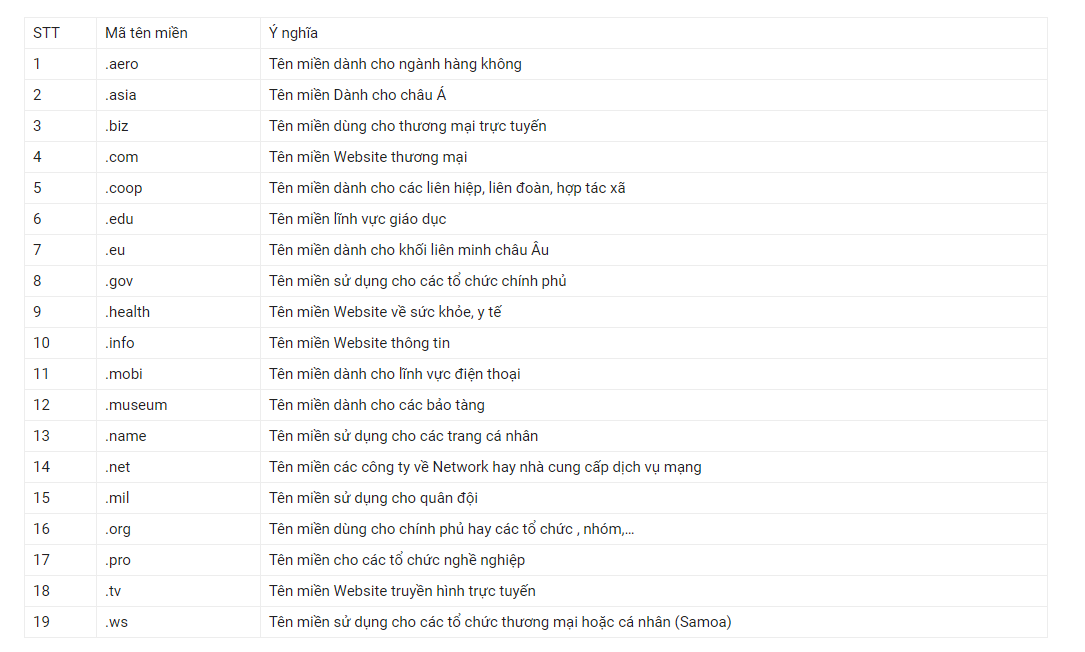 STT Mã tên miền Ý nghĩa
1 .aero Tên miền dành cho ngành hàng không
2 .asia Tên miền Dành cho châu Á
3 .biz Tên miền dùng cho thương mại trực tuyến
4 .com Tên miền Website thương mại
5 .coop Tên miền dành cho các liên hiệp, liên đoàn, hợp tác xã
6 .edu Tên miền lĩnh vực giáo dục
7 .eu Tên miền dành cho khối liên minh châu Âu
8 .gov Tên miền sử dụng cho các tổ chức chính phủ
9 .health Tên miền Website về sức khỏe, y tế
10 .info Tên miền Website thông tin
11 .mobi Tên miền dành cho lĩnh vực điện thoại
12 .museum Tên miền dành cho các bảo tàng
13 .name Tên miền sử dụng cho các trang cá nhân
14 .net Tên miền các công ty về Network hay nhà cung cấp dịch vụ mạng
15 .mil Tên miền sử dụng cho quân đội
16 .org Tên miền dùng cho chính phủ hay các tổ chức , nhóm,…
17 .pro Tên miền cho các tổ chức nghề nghiệp
18 .tv Tên miền Website truyền hình trực tuyến
19 .ws Tên miền sử dụng cho các tổ chức thương mại hoặc cá nhân (Samoa)